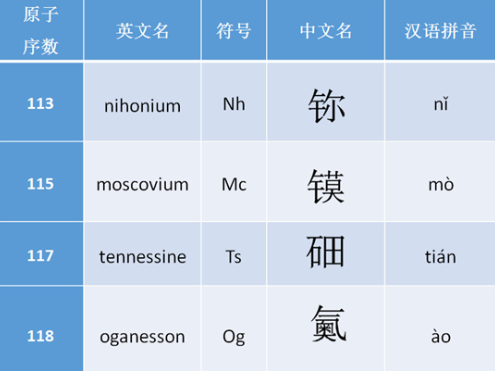 原子
序数
英文名
符号
中文名
汉语拼音
113 nihonium Nh 鿭 nǐ
115 moscovium Mc 镆 mò
117 tennessine Ts 鿬 tián
118 oganesson Og 鿫 ào